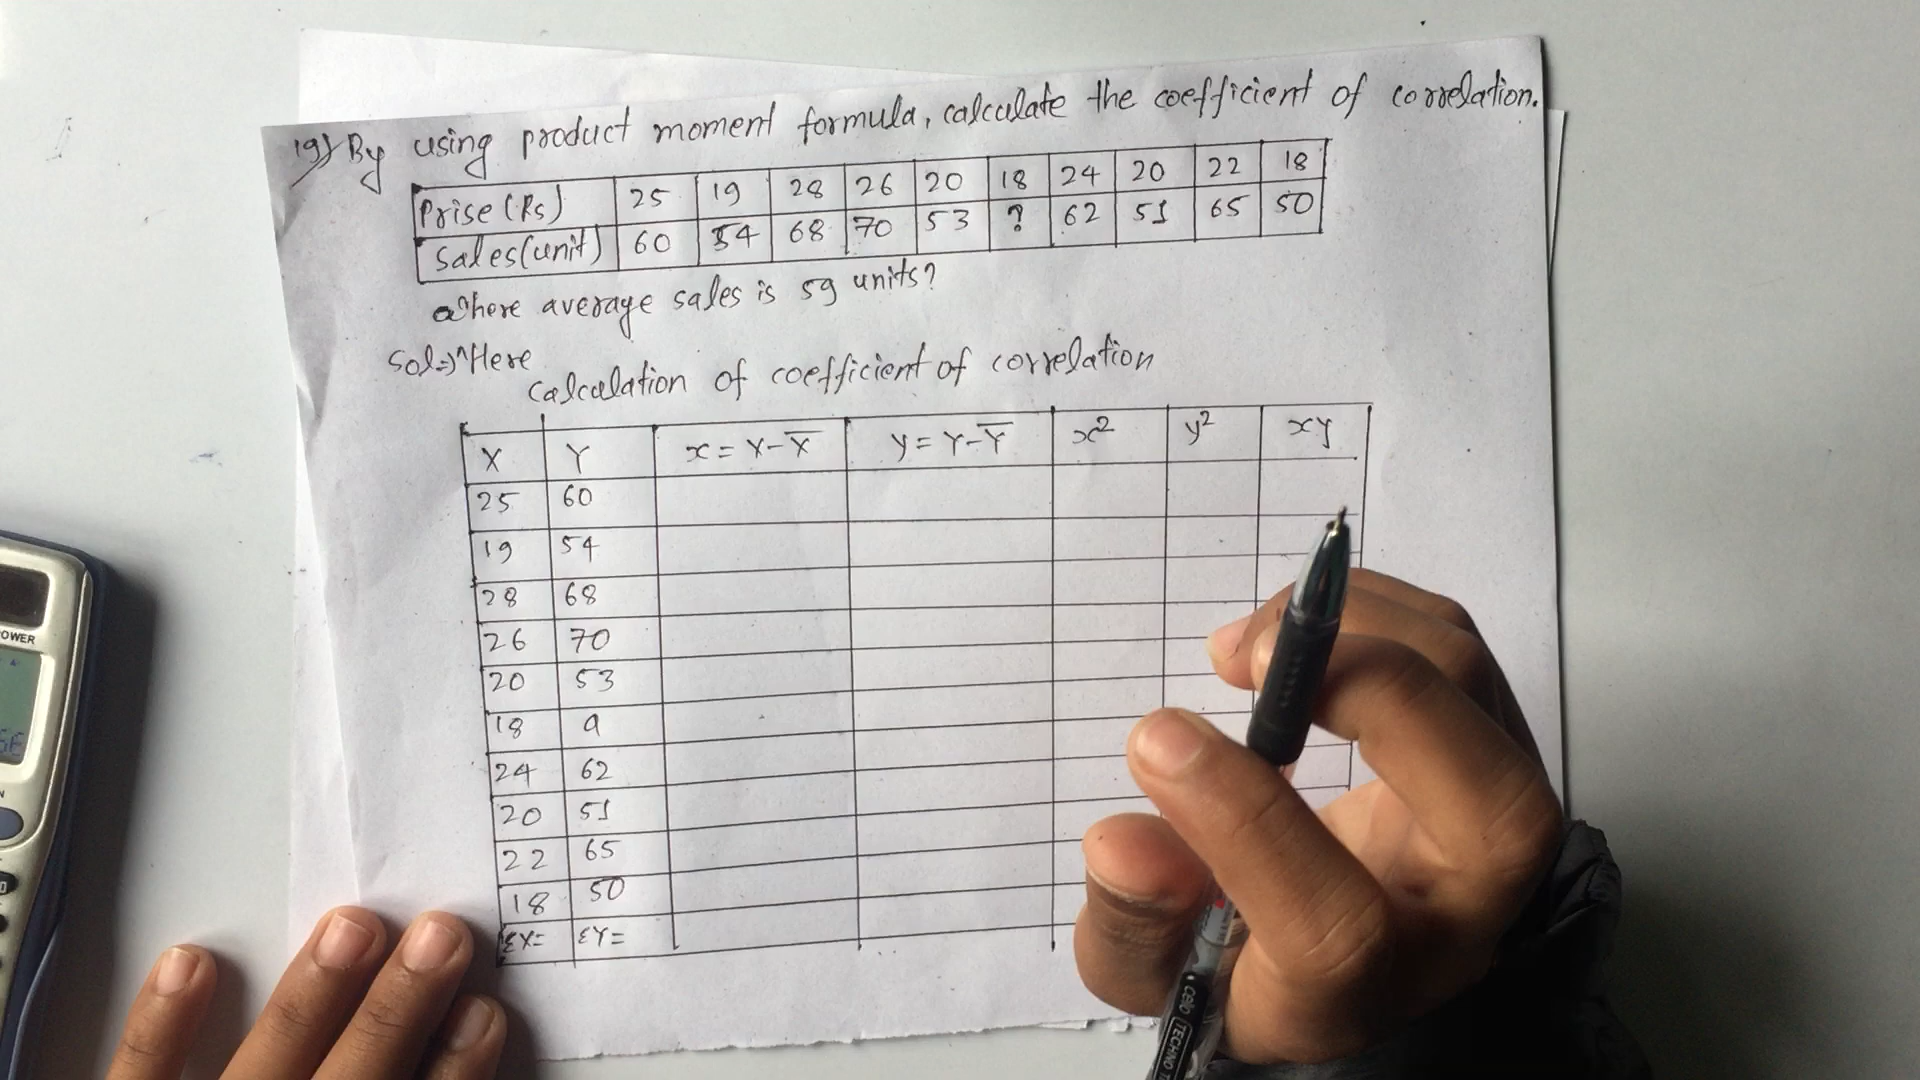 19) By using product moment formula, calculate the coefficient of correlation.
Prise (Rs) 25 19 28 26 20 18 24 20 22 18
Sales(unit) 60 54 68 70 53 ? 62 51 65 50
Where average sales is 59 units?
Sol=)^n Here
Calculation of coefficient of correlation
X Y x = X-X̅ y = Y-Y̅ x² y² xy
25 60
19 54
28 68
26 70
20 53
18 a
24 62
20 51
22 65
18 50
ΣX= ΣY=
OWER
cello TECHNO